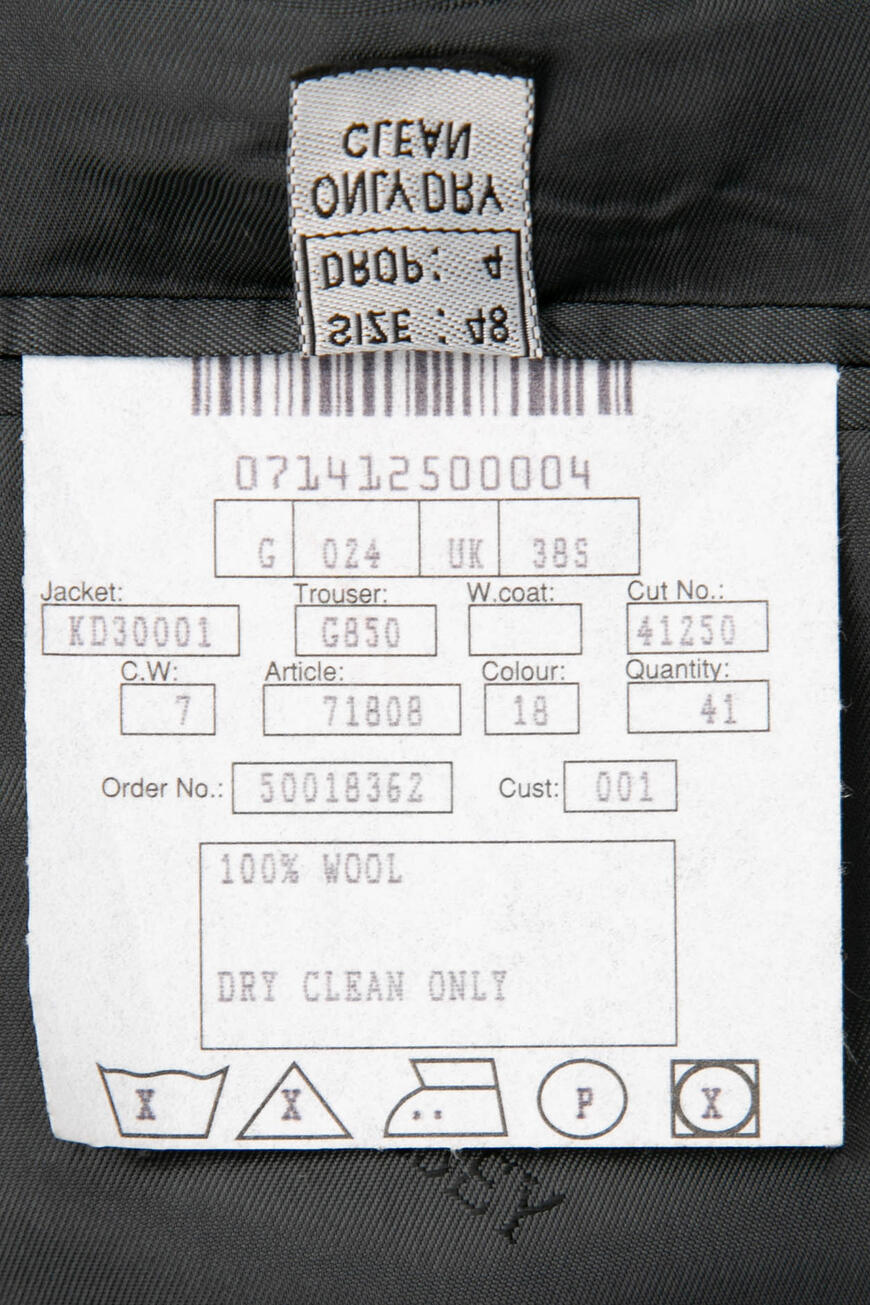 CLEAN
ONLY DRY
DROP: 4
SIZE : 48
071412500004
G 024 UK 38S
Jacket: Trouser: W.coat: Cut No.:
KD30001 G850 41250
C.W: Article: Colour: Quantity:
7 71808 18 41
Order No.: 50018362 Cust: 001
100% WOOL
DRY CLEAN ONLY
X X P X